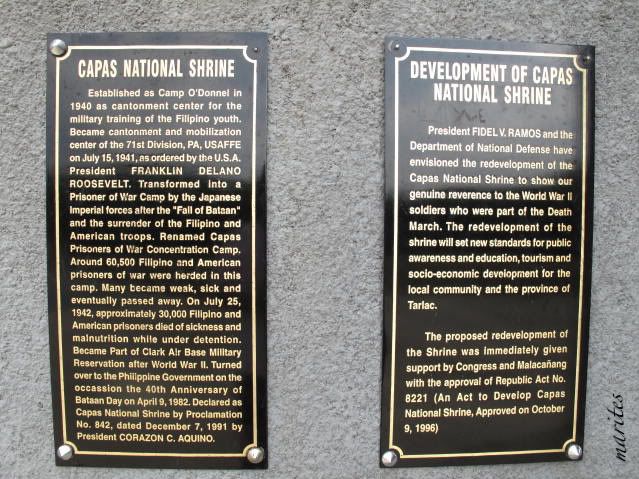 CAPAS NATIONAL SHRINE
Established as Camp O'Donnel in
1940 as cantonment center for the
military training of the Filipino youth.
Became cantonment and mobilization
center of the 71st Division, PA, USAFFE
on July 15, 1941, as ordered by the U.S.A.
President FRANKLIN DELANO
ROOSEVELT. Transformed into a
Prisoner of War Camp by the Japanese
Imperial forces after the "Fall of Bataan"
and the surrender of the Filipino and
American troops. Renamed Capas
Prisoners of War Concentration Camp.
Around 60,500 Filipino and American
prisoners of war were herded in this
camp. Many became weak, sick and
eventually passed away. On July 25,
1942, approximately 30,000 Filipino and
American prisoners died of sickness and
malnutrition while under detention.
Became Part of Clark Air Base Military
Reservation after World War II. Turned
over to the Philippine Government on the
occassion the 40th Anniversary of
Bataan Day on April 9, 1982. Declared as
Capas National Shrine by Proclamation
No. 842, dated December 7, 1991 by
President CORAZON C. AQUINO.
DEVELOPMENT OF CAPAS
NATIONAL SHRINE
President FIDEL V. RAMOS and the
Department of National Defense have
envisioned the redevelopment of the
Capas National Shrine to show our
genuine reverence to the World War II
soldiers who were part of the Death
March. The redevelopment of the
shrine will set new standards for public
awareness and education, tourism and
socio-economic development for the
local community and the province of
Tarlac.
The proposed redevelopment of
the Shrine was immediately given
support by Congress and Malacañang
with the approval of Republic Act No.
8221 (An Act to Develop Capas
National Shrine, Approved on October
9, 1996)
murites